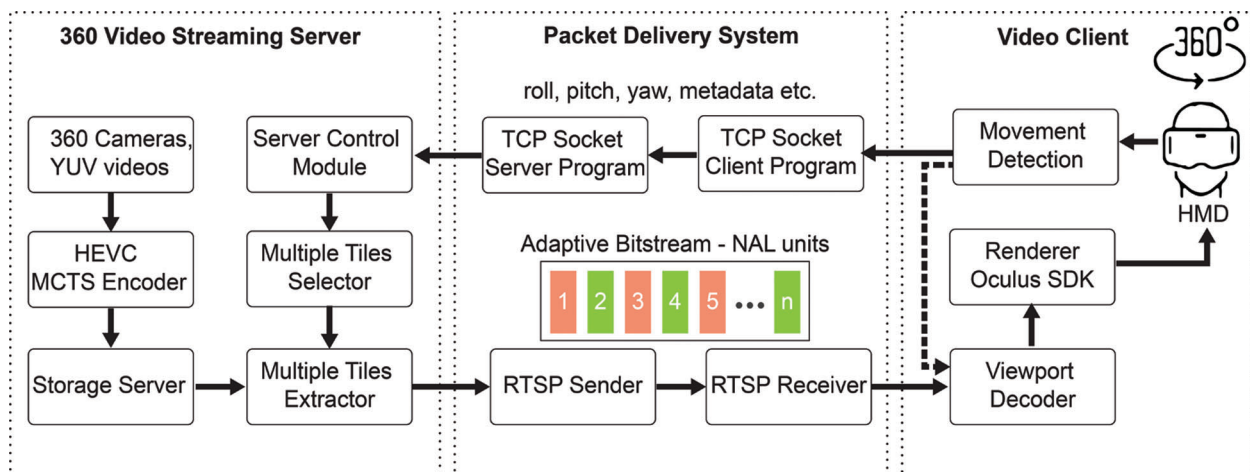 360 Video Streaming Server
360 Cameras,
YUV videos
HEVC
MCTS Encoder
Storage Server
Server Control
Module
Multiple Tiles
Selector
Multiple Tiles
Extractor
Packet Delivery System
roll, pitch, yaw, metadata etc.
TCP Socket
Server Program
TCP Socket
Client Program
Adaptive Bitstream - NAL units
1 2 3 4 5 ••• n
RTSP Sender
RTSP Receiver
Video Client
360°
Movement
Detection
HMD
Renderer
Oculus SDK
Viewport
Decoder